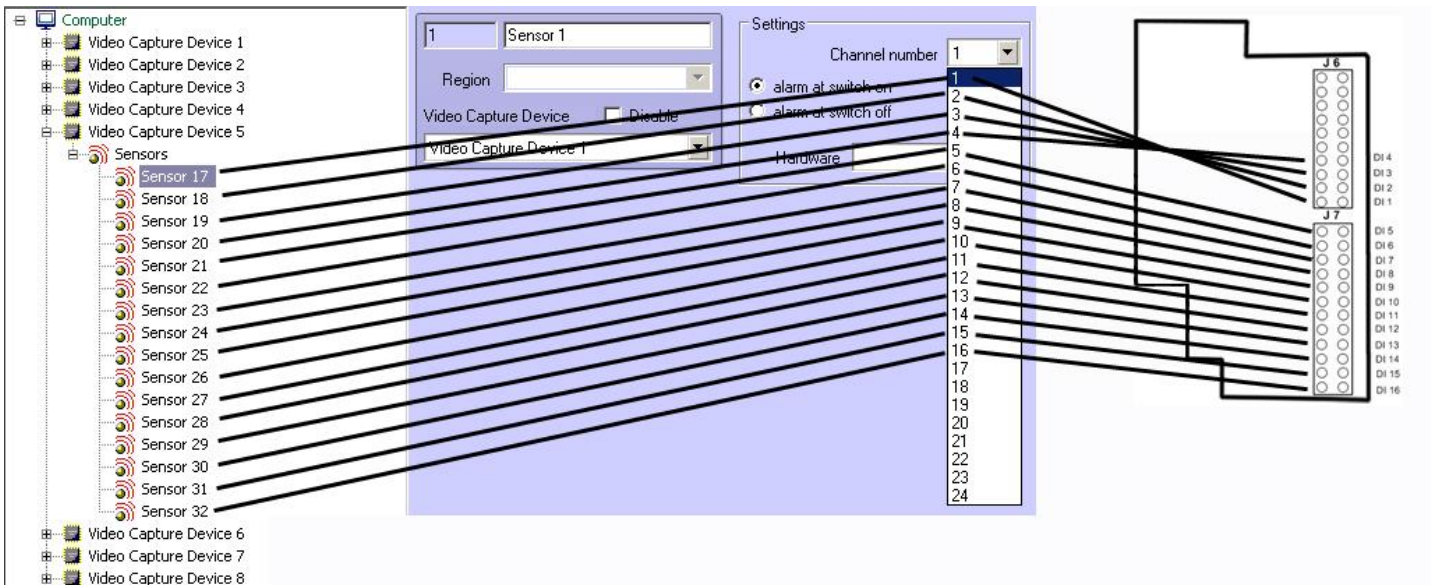 Computer
Video Capture Device 1
Video Capture Device 2
Video Capture Device 3
Video Capture Device 4
Video Capture Device 5
Sensors
Sensor 17
Sensor 18
Sensor 19
Sensor 20
Sensor 21
Sensor 22
Sensor 23
Sensor 24
Sensor 25
Sensor 26
Sensor 27
Sensor 28
Sensor 29
Sensor 30
Sensor 31
Sensor 32
Video Capture Device 6
Video Capture Device 7
Video Capture Device 8
1 Sensor 1
Region
Video Capture Device Disable
Video Capture Device 1
Settings
Channel number 1
alarm at switch on
alarm at switch off
Hardware
1
2
3
4
5
6
7
8
9
10
11
12
13
14
15
16
17
18
19
20
21
22
23
24
J 6
DI 4
DI 3
DI 2
DI 1
J 7
DI 5
DI 6
DI 7
DI 8
DI 9
DI 10
DI 11
DI 12
DI 13
DI 14
DI 15
DI 16